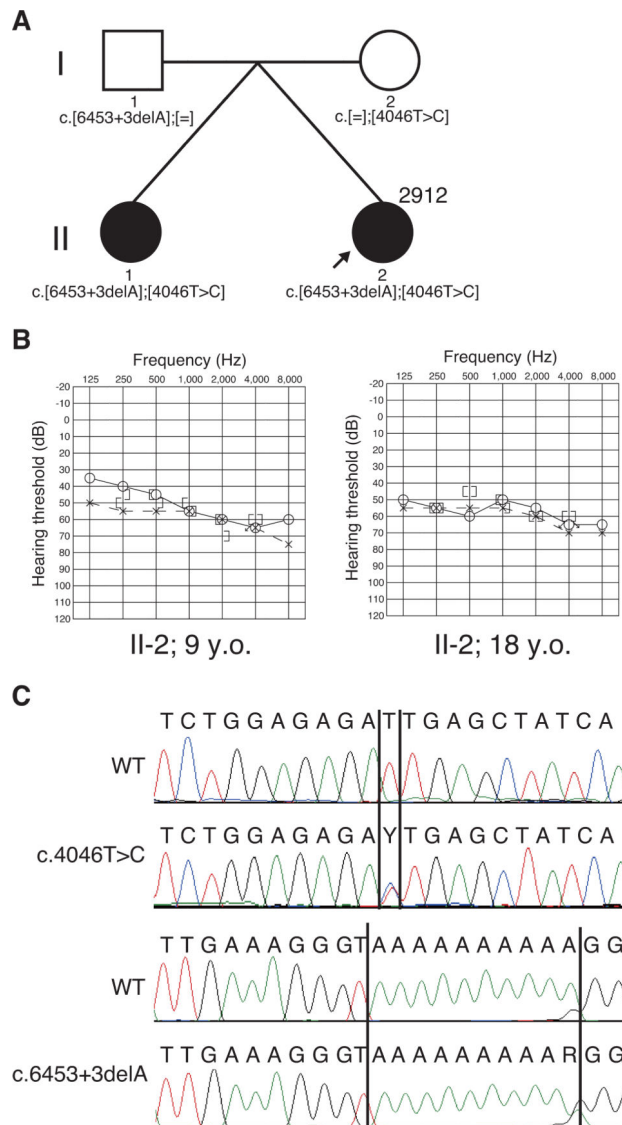 A
I
1
2
c.[6453+3delA];[=]
c.[=];[4046T>C]
2912
II
1
2
c.[6453+3delA];[4046T>C]
c.[6453+3delA];[4046T>C]
B
Frequency (Hz)
Frequency (Hz)
125 250 500 1,000 2,000 4,000 8,000
125 250 500 1,000 2,000 4,000 8,000
Hearing threshold (dB)
-20
-10
0
10
20
30
40
50
60
70
80
90
100
110
120
Hearing threshold (dB)
-20
-10
0
10
20
30
40
50
60
70
80
90
100
110
120
II-2; 9 y.o.
II-2; 18 y.o.
C
TCTGGAGAGATTGAGCTATCA
WT
TCTGGAGAGAYTGAGCTATCA
c.4046T>C
TTGAAAGGGTAAAAAAAAAAGG
WT
TTGAAAGGGTAAAAAAAAARGG
c.6453+3delA